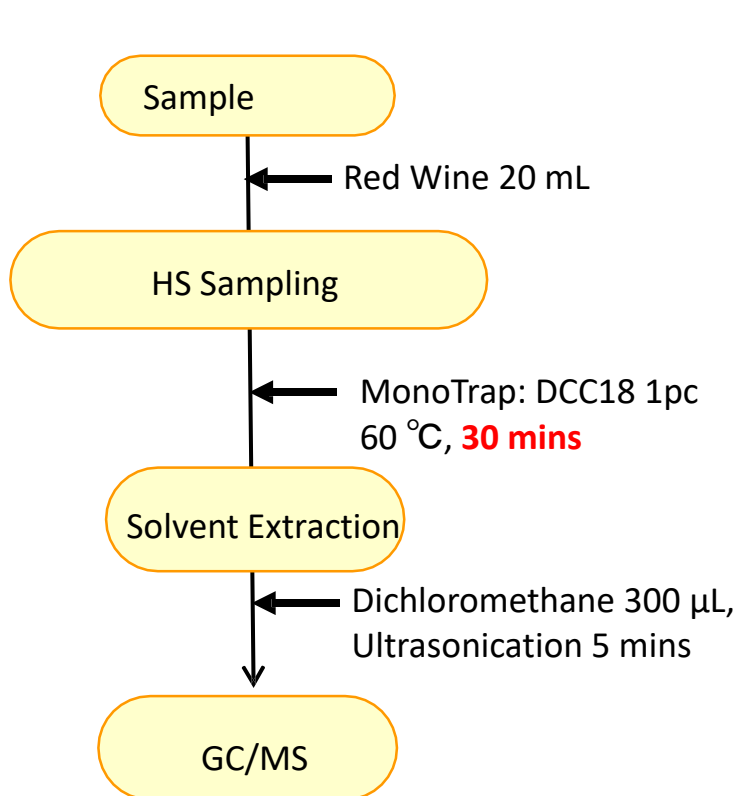 Sample
Red Wine 20 mL
HS Sampling
MonoTrap: DCC18 1pc
60 ℃, 30 mins
Solvent Extraction
Dichloromethane 300 µL,
Ultrasonication 5 mins
GC/MS